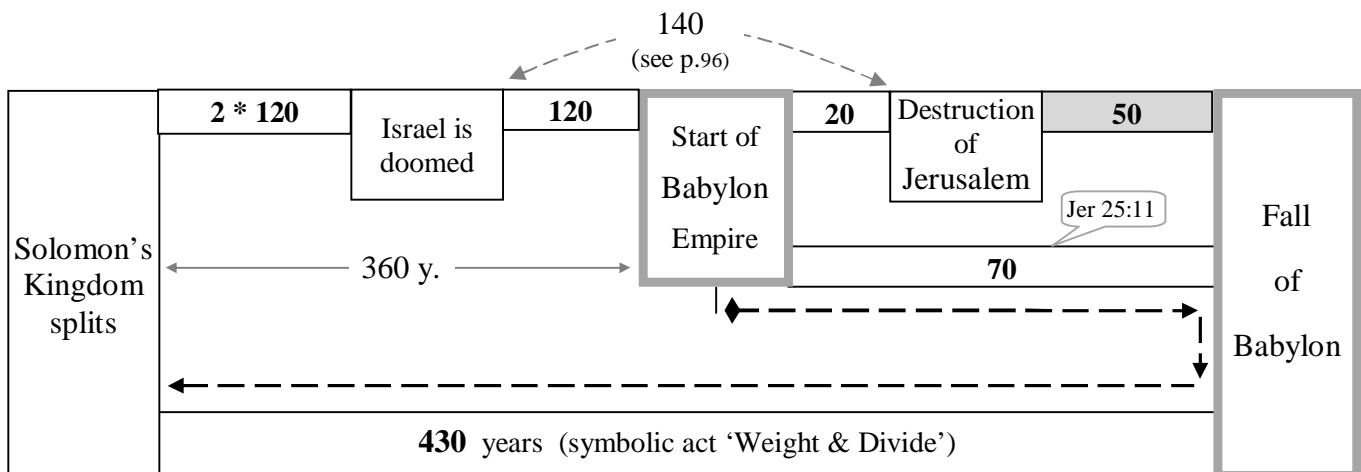 140
(see p.96)
2 * 120
Israel is
doomed
120
Start of
Babylon
Empire
20
Destruction
of
Jerusalem
50
Jer 25:11
Solomon’s
Kingdom
splits
360 y.
70
Fall
of
Babylon
430 years (symbolic act ‘Weight & Divide’)